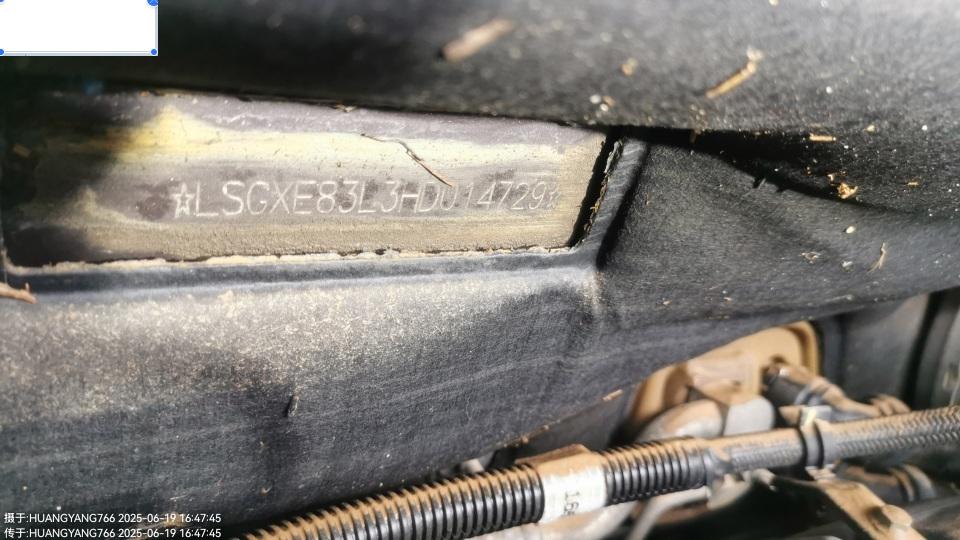 ☆LSGXE83L3HD014729☆
摄于:HUANGYANG766 2025-06-19 16:47:45
传于:HUANGYANG766 2025-06-19 16:47:45